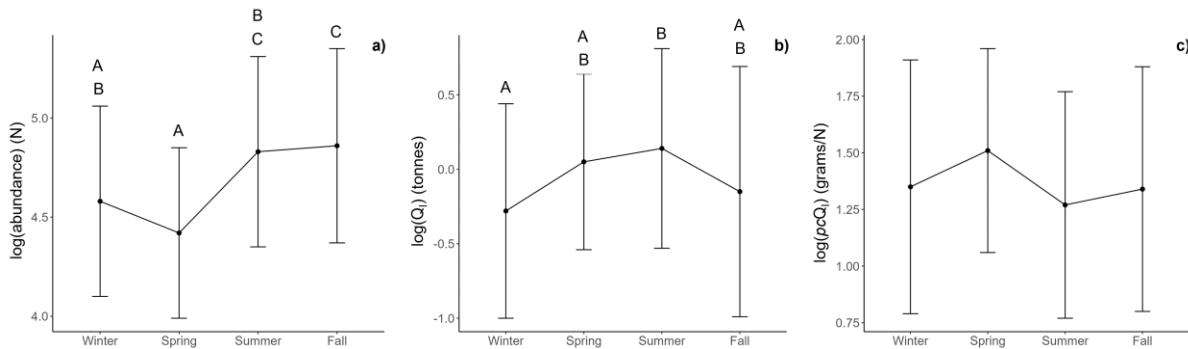 a)
log(abundance) (N)
5.0
4.5
4.0
A
B
A
B
C
C
Winter
Spring
Summer
Fall
b)
log(Qᵢ) (tonnes)
0.5
0.0
-0.5
-1.0
A
A
B
B
A
B
Winter
Spring
Summer
Fall
c)
log(pcQᵢ) (grams/N)
2.00
1.75
1.50
1.25
1.00
0.75
Winter
Spring
Summer
Fall